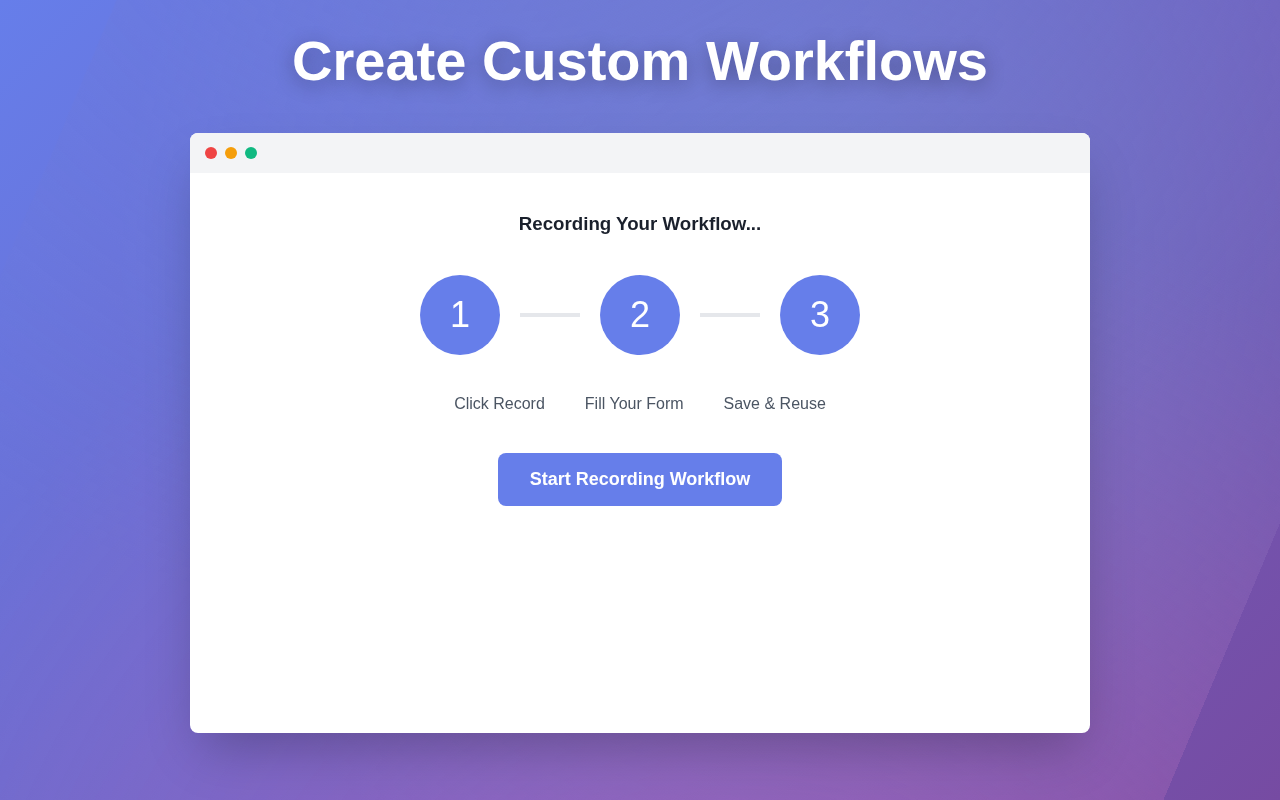 Create Custom Workflows
Recording Your Workflow...
1 2 3
Click Record Fill Your Form Save & Reuse
Start Recording Workflow